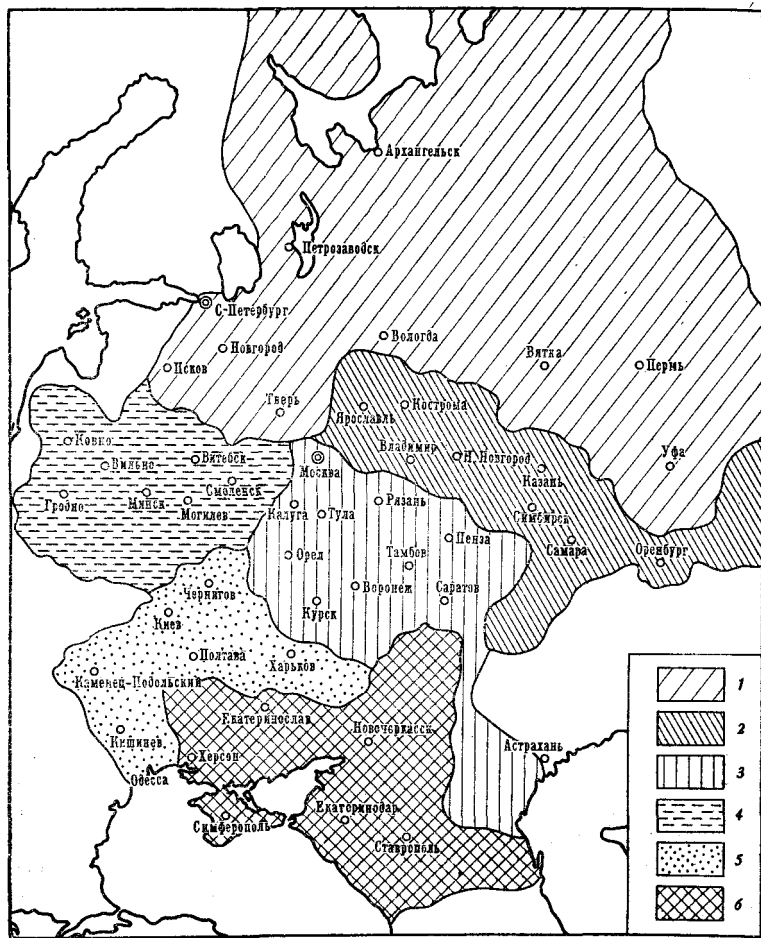 Архангельск
Петрозаводск
С-Петербург
Новгород
Псков
Вологда
Вятка
Пермь
Тверь
Ярославль
Кострома
Владимир
Н. Новгород
Казань
Уфа
Ковно
Вильно
Витебск
Смоленск
Гродно
Минск
Могилев
Москва
Калуга
Тула
Рязань
Пенза
Симбирск
Самара
Оренбург
Орел
Тамбов
Воронеж
Саратов
Курск
Чернигов
Киев
Полтава
Харьков
Каменец-Подольский
Екатеринослав
Новочеркасск
Кишинев
Херсон
Одесса
Астрахань
Симферополь
Екатеринодар
Ставрополь
1
2
3
4
5
6